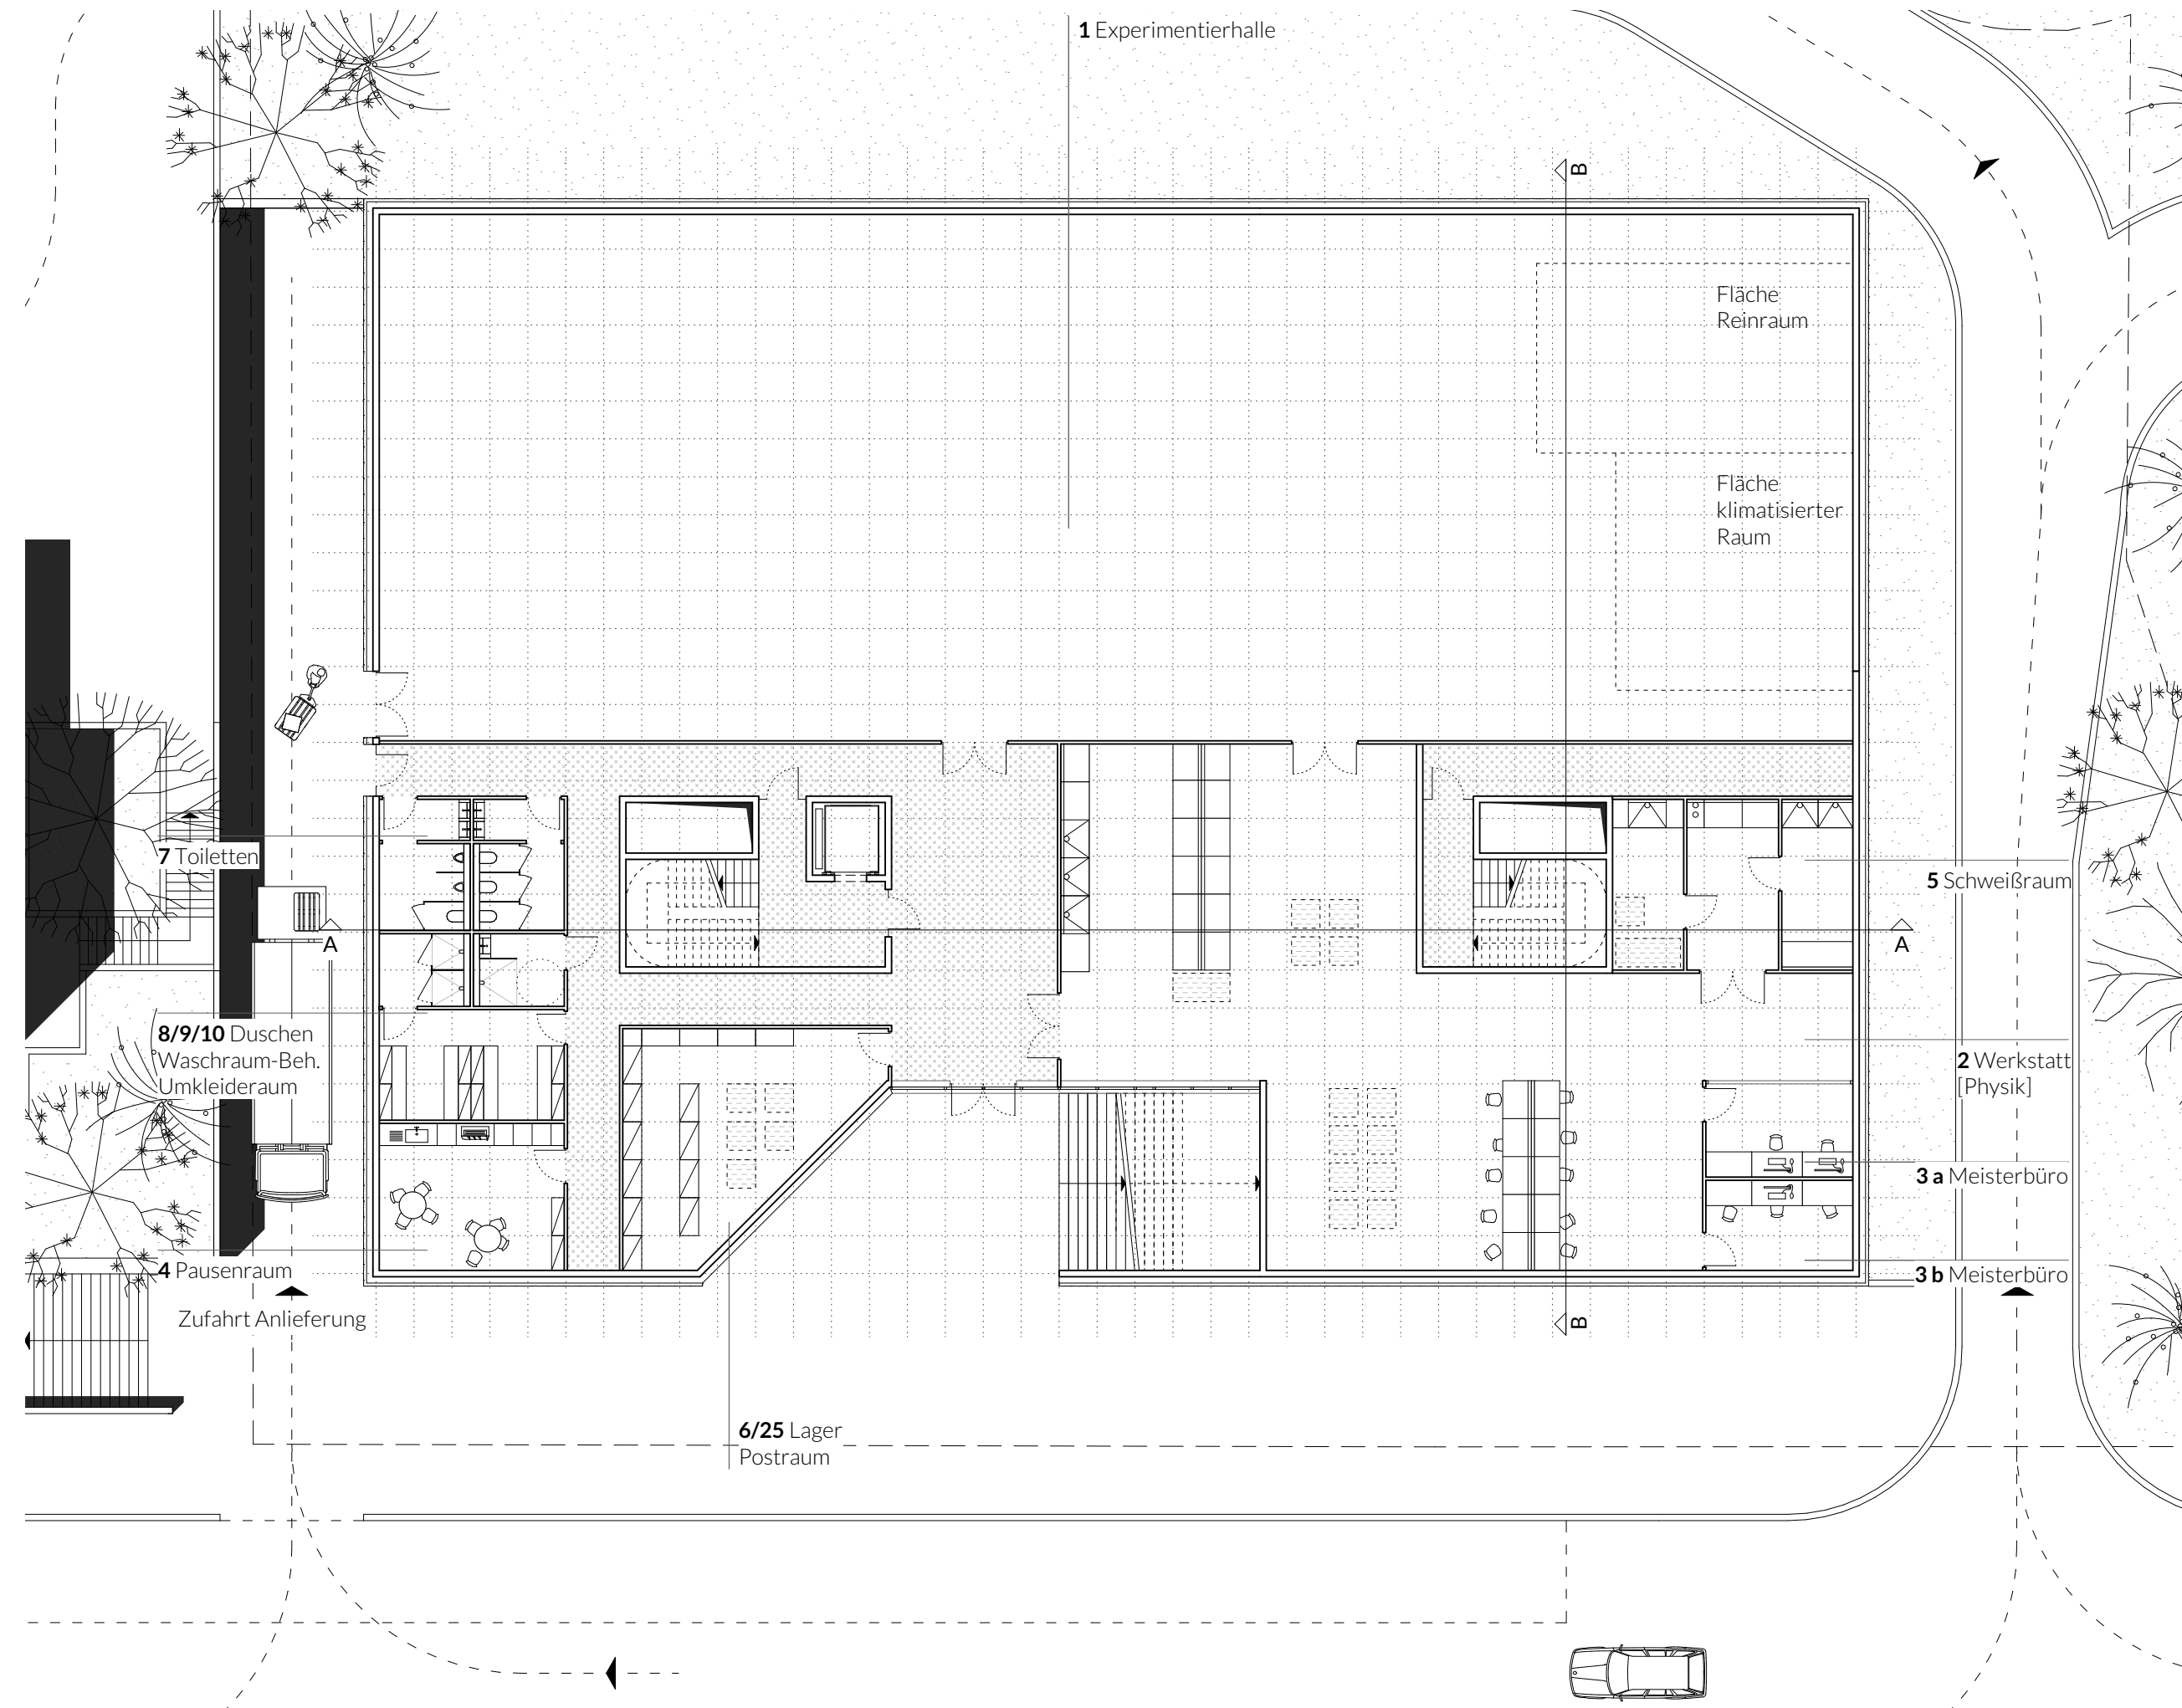 1 Experimentierhalle
B
Fläche
Reinraum
Fläche
klimatisierter
Raum
7 Toiletten
5 Schweißraum
A
A
8/9/10 Duschen
Waschraum-Beh.
Umkleideraum
2 Werkstatt
[Physik]
3 a Meisterbüro
4 Pausenraum
3 b Meisterbüro
Zufahrt Anlieferung
B
6/25 Lager
Postraum